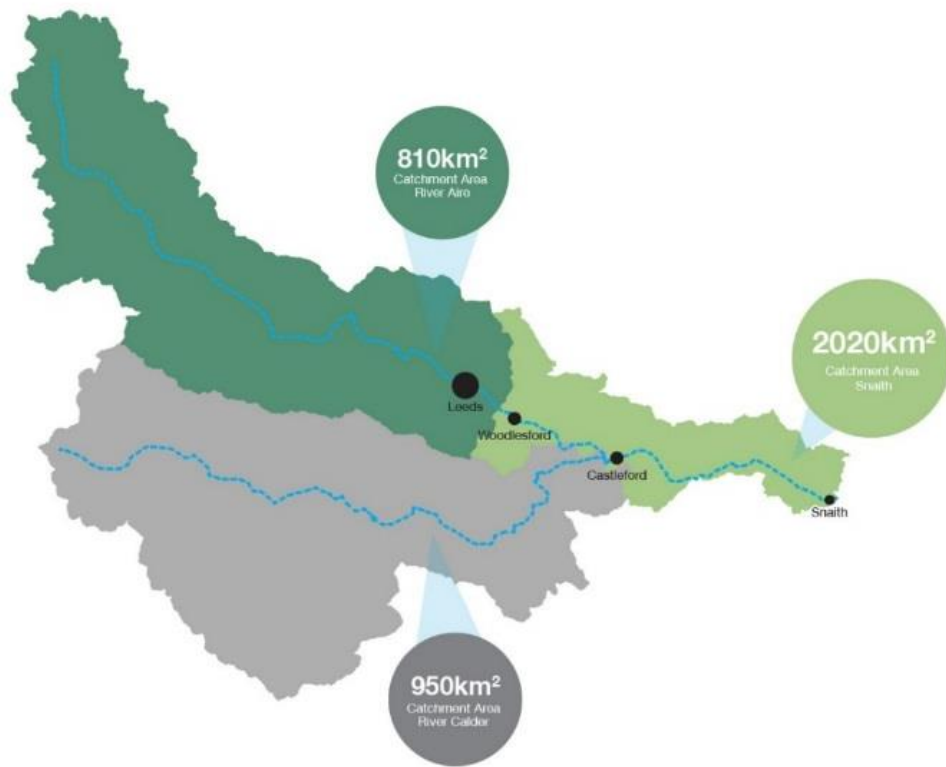 810km²
Catchment Area
River Aire
2020km²
Catchment Area
Snaith
Leeds
Woodlesford
Castleford
Snaith
950km²
Catchment Area
River Calder